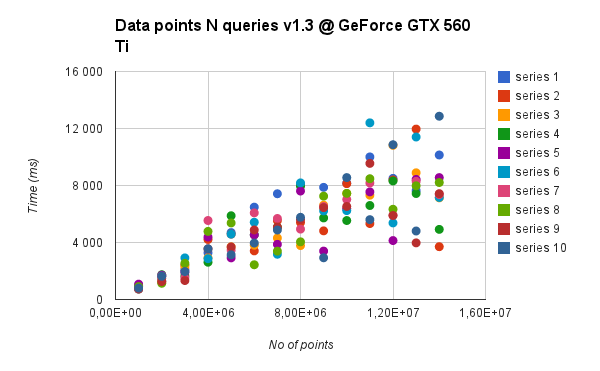 Data points N queries v1.3 @ GeForce GTX 560
Ti
16 000
12 000
8 000
4 000
0
Time (ms)
0,00E+00
4,00E+06
8,00E+06
1,20E+07
1,60E+07
No of points
series 1
series 2
series 3
series 4
series 5
series 6
series 7
series 8
series 9
series 10